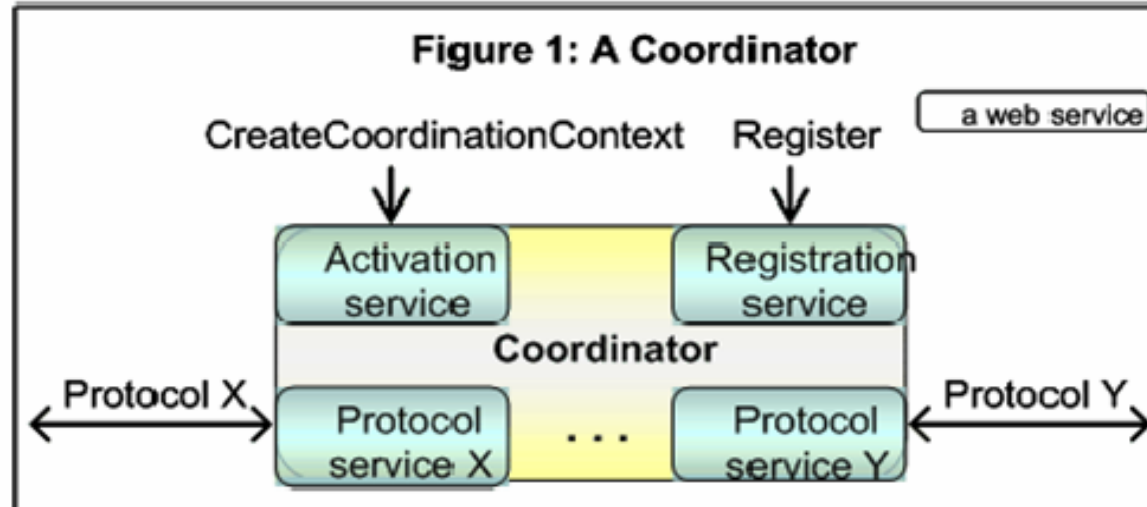 Figure 1: A Coordinator
a web service
CreateCoordinationContext
Register
Activation
service
Registration
service
Coordinator
Protocol X
Protocol
service X
. . .
Protocol
service Y
Protocol Y